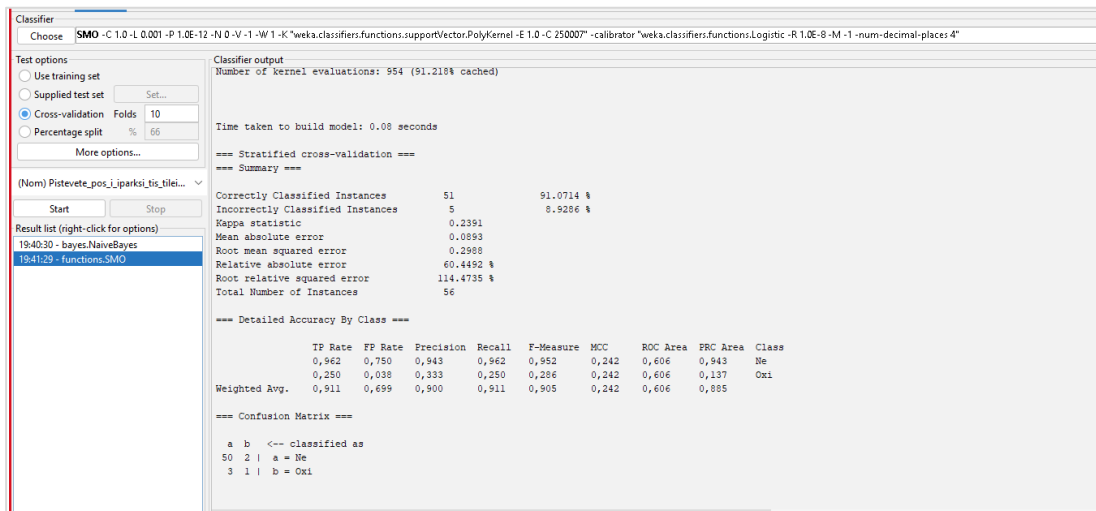 Classifier
Choose SMO -C 1.0 -L 0.001 -P 1.0E-12 -N 0 -V -1 -W 1 -K "weka.classifiers.functions.supportVector.PolyKernel -E 1.0 -C 250007" -calibrator "weka.classifiers.functions.Logistic -R 1.0E-8 -M -1 -num-decimal-places 4"
Test options
Use training set
Supplied test set Set...
Cross-validation Folds 10
Percentage split % 66
More options...
(Nom) Pistevete_pos_i_iparksi_tis_tilei...
Start Stop
Result list (right-click for options)
19:40:30 - bayes.NaiveBayes
19:41:29 - functions.SMO
Classifier output
Number of kernel evaluations: 954 (91.218% cached)
Time taken to build model: 0.08 seconds
=== Stratified cross-validation ===
=== Summary ===
Correctly Classified Instances 51 91.0714 %
Incorrectly Classified Instances 5 8.9286 %
Kappa statistic 0.2391
Mean absolute error 0.0893
Root mean squared error 0.2988
Relative absolute error 60.4492 %
Root relative squared error 114.4735 %
Total Number of Instances 56
=== Detailed Accuracy By Class ===
TP Rate FP Rate Precision Recall F-Measure MCC ROC Area PRC Area Class
0,962 0,750 0,943 0,962 0,952 0,242 0,606 0,943 Ne
0,250 0,038 0,333 0,250 0,286 0,242 0,606 0,137 Oxi
Weighted Avg. 0,911 0,699 0,900 0,911 0,905 0,242 0,606 0,885
=== Confusion Matrix ===
a b <-- classified as
50 2 | a = Ne
3 1 | b = Oxi